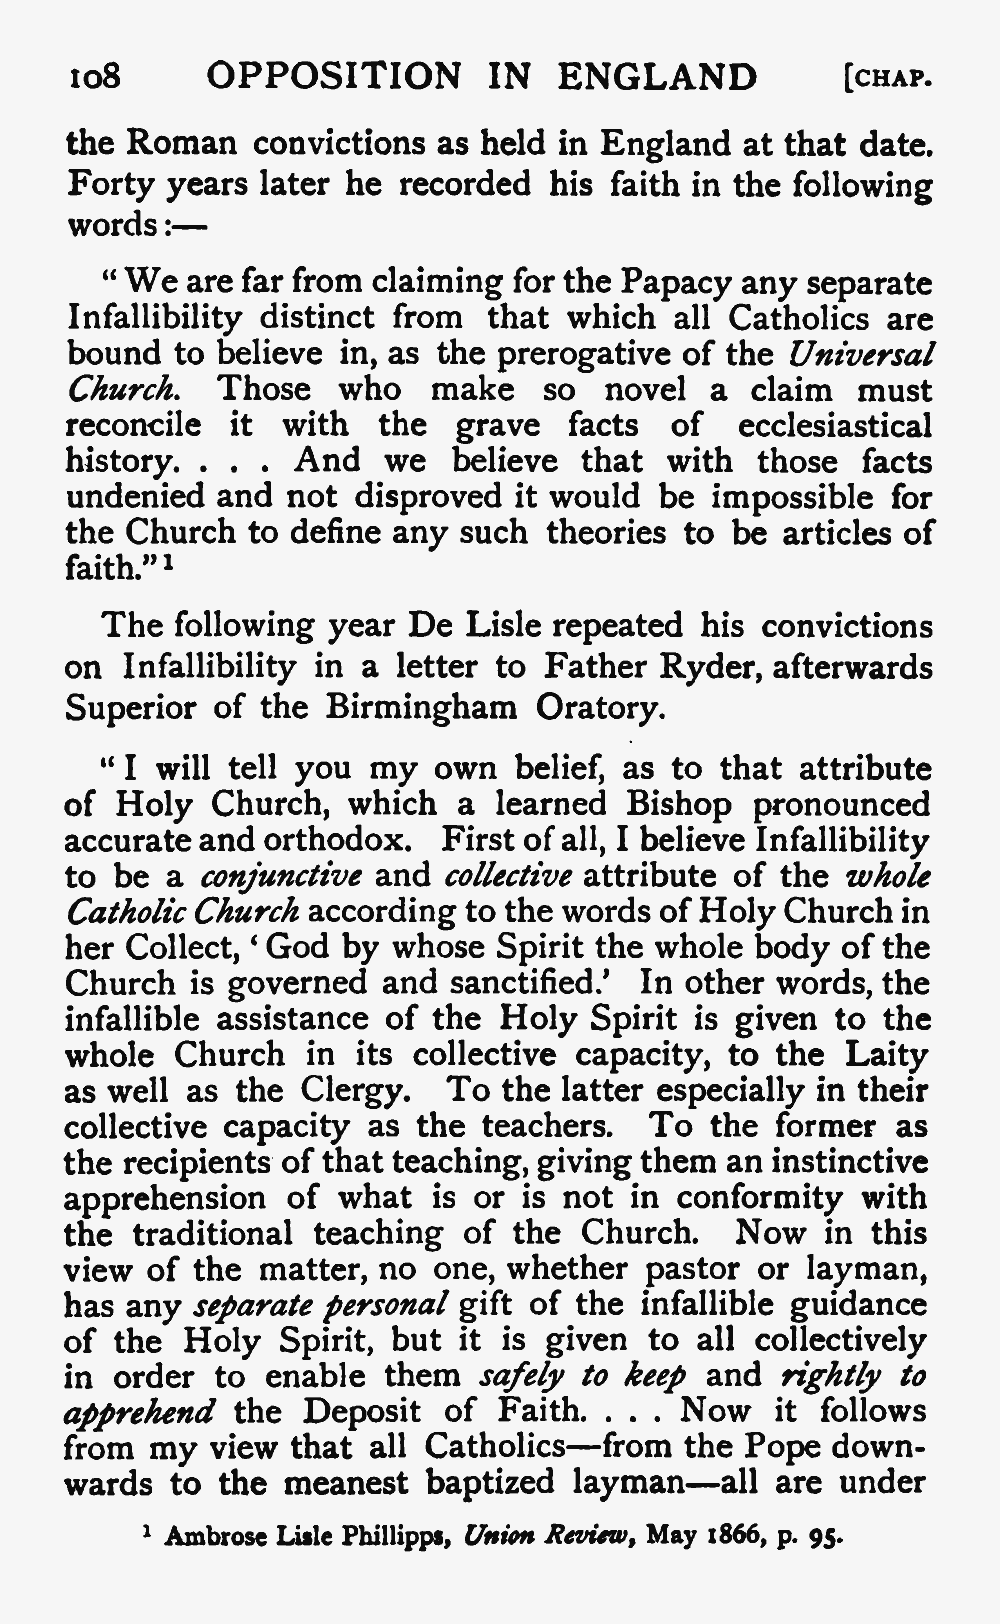 108 OPPOSITION IN ENGLAND [CHAP.
the Roman convictions as held in England at that date.
Forty years later he recorded his faith in the following
words:—
“We are far from claiming for the Papacy any separate
Infallibility distinct from that which all Catholics are
bound to believe in, as the prerogative of the Universal
Church. Those who make so novel a claim must
reconcile it with the grave facts of ecclesiastical
history. . . . And we believe that with those facts
undenied and not disproved it would be impossible for
the Church to define any such theories to be articles of
faith.”¹
The following year De Lisle repeated his convictions
on Infallibility in a letter to Father Ryder, afterwards
Superior of the Birmingham Oratory.
“I will tell you my own belief, as to that attribute
of Holy Church, which a learned Bishop pronounced
accurate and orthodox. First of all, I believe Infallibility
to be a conjunctive and collective attribute of the whole
Catholic Church according to the words of Holy Church in
her Collect, ‘God by whose Spirit the whole body of the
Church is governed and sanctified.’ In other words, the
infallible assistance of the Holy Spirit is given to the
whole Church in its collective capacity, to the Laity
as well as the Clergy. To the latter especially in their
collective capacity as the teachers. To the former as
the recipients of that teaching, giving them an instinctive
apprehension of what is or is not in conformity with
the traditional teaching of the Church. Now in this
view of the matter, no one, whether pastor or layman,
has any separate personal gift of the infallible guidance
of the Holy Spirit, but it is given to all collectively
in order to enable them safely to keep and rightly to
apprehend the Deposit of Faith. . . . Now it follows
from my view that all Catholics—from the Pope down-
wards to the meanest baptized layman—all are under
¹ Ambrose Lisle Phillipps, Union Review, May 1866, p. 95.